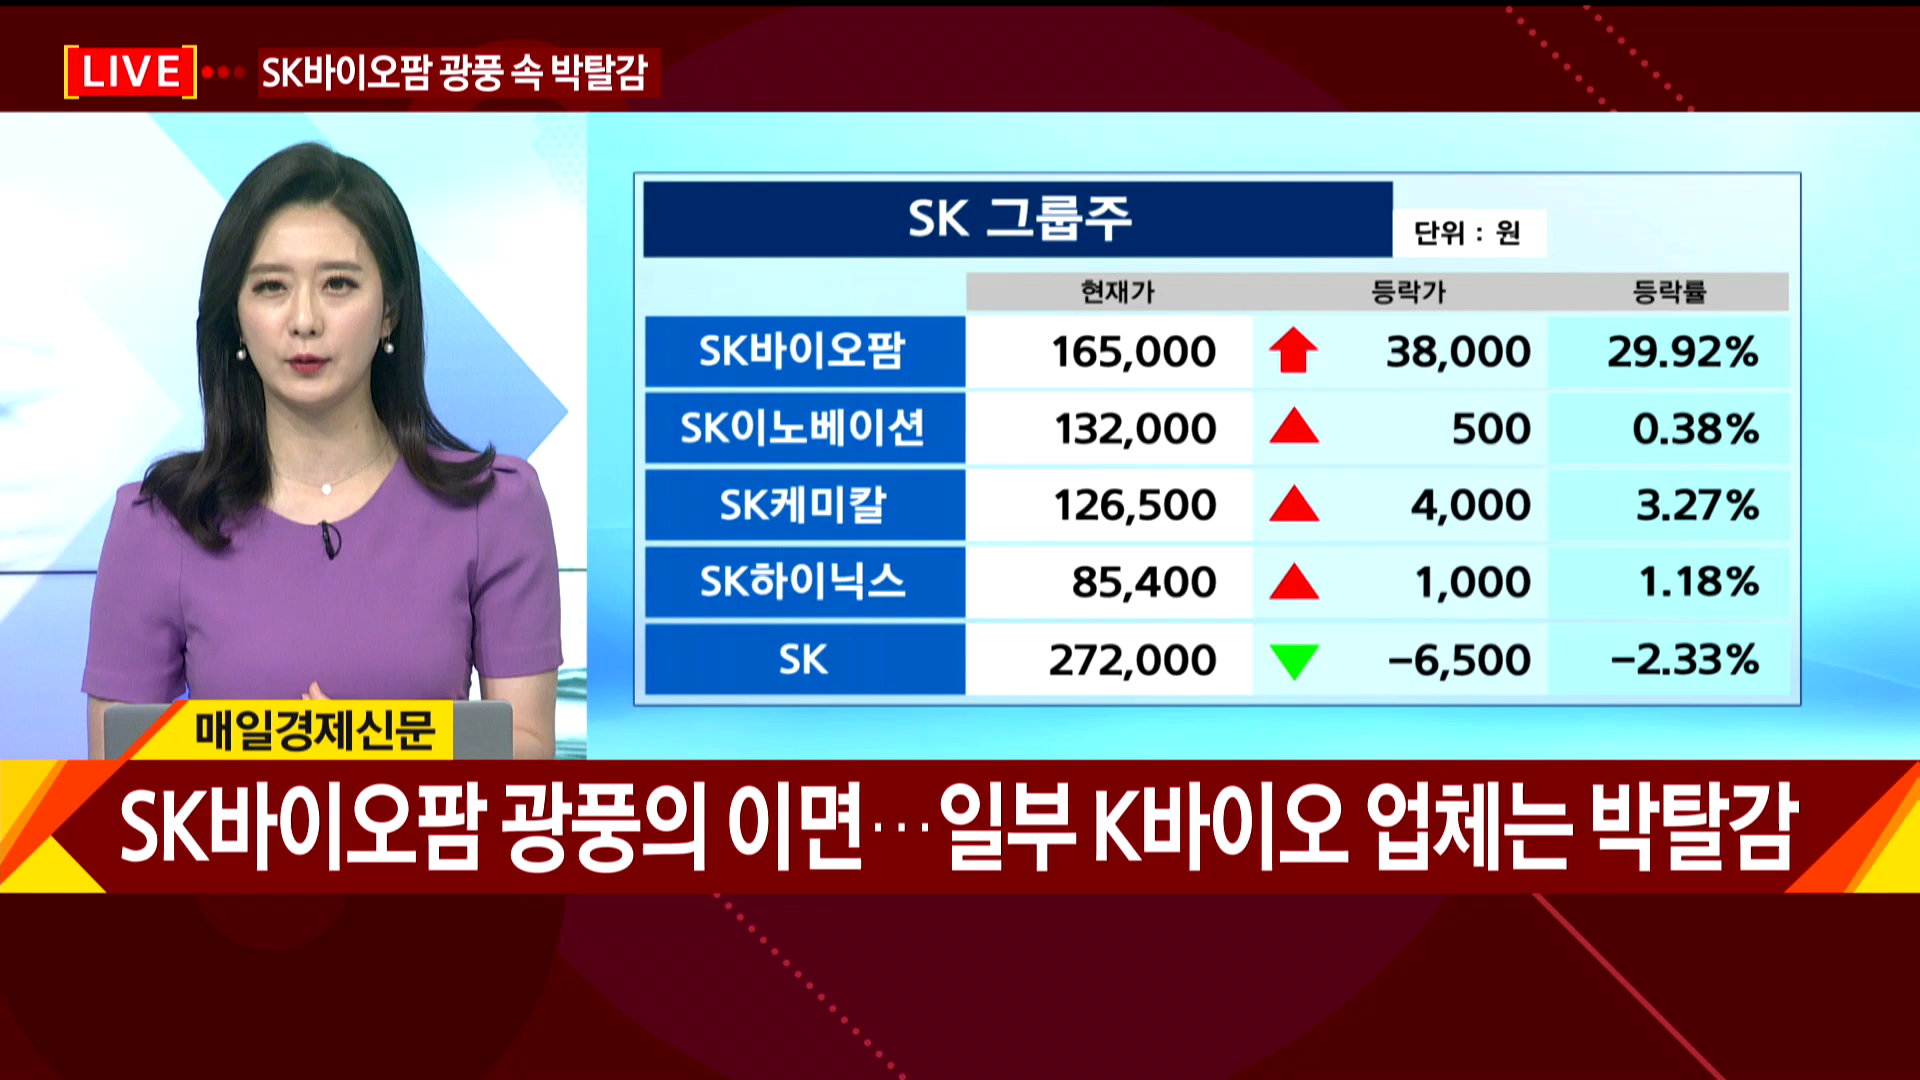 LIVE SK바이오팜 광풍 속 박탈감
SK 그룹주
단위 : 원
현재가 등락가 등락률
SK바이오팜 165,000 38,000 29.92%
SK이노베이션 132,000 500 0.38%
SK케미칼 126,500 4,000 3.27%
SK하이닉스 85,400 1,000 1.18%
SK 272,000 -6,500 -2.33%
매일경제신문
SK바이오팜 광풍의 이면…일부 K바이오 업체는 박탈감